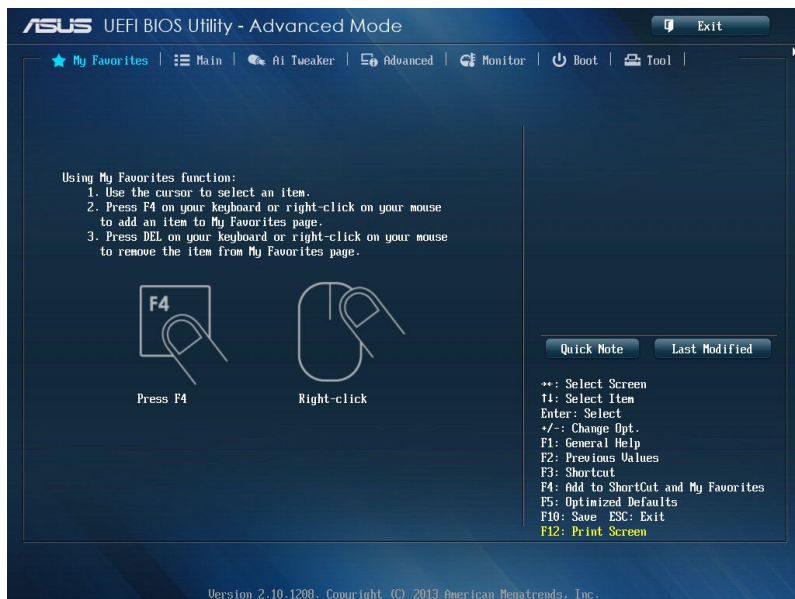 ASUS UEFI BIOS Utility - Advanced Mode
Exit
My Favorites | Main | Ai Tweaker | Advanced | Monitor | Boot | Tool |
Using My Favorites function:
1. Use the cursor to select an item.
2. Press F4 on your keyboard or right-click on your mouse
to add an item to My Favorites page.
3. Press DEL on your keyboard or right-click on your mouse
to remove the item from My Favorites page.
F4
Press F4
Right-click
Quick Note
Last Modified
→←: Select Screen
↑↓: Select Item
Enter: Select
+/-: Change Opt.
F1: General Help
F2: Previous Values
F3: Shortcut
F4: Add to ShortCut and My Favorites
F5: Optimized Defaults
F10: Save ESC: Exit
F12: Print Screen
Version 2.10.1208. Copyright (C) 2013 American Megatrends, Inc.